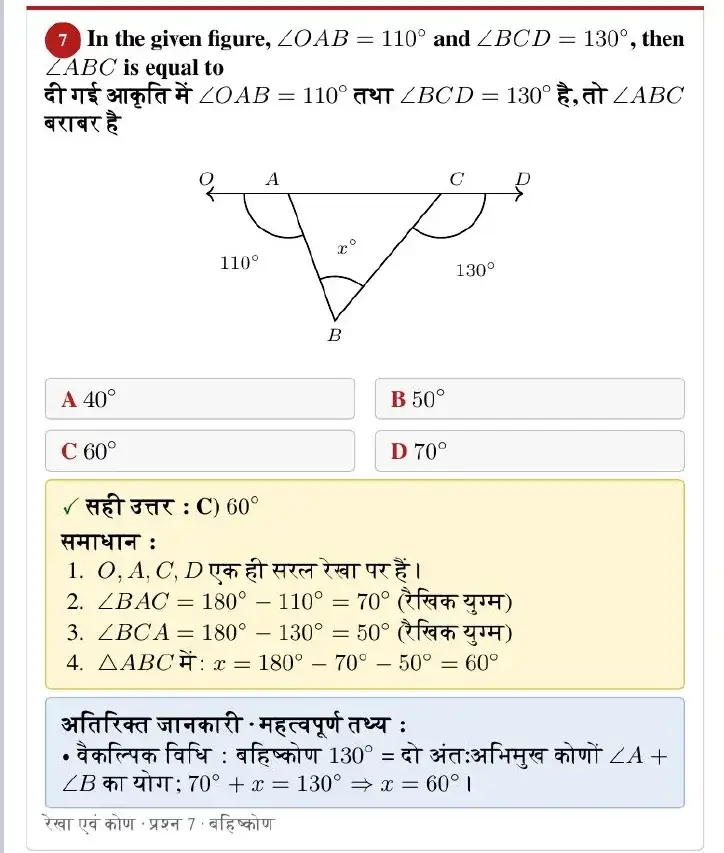 7 In the given figure, ∠OAB = 110° and ∠BCD = 130°, then
∠ABC is equal to
दी गई आकृति में ∠OAB = 110° तथा ∠BCD = 130° है, तो ∠ABC
बराबर है
O A C D
x°
110° 130°
B
A 40° B 50°
C 60° D 70°
✓ सही उत्तर : C) 60°
समाधान :
1. O, A, C, D एक ही सरल रेखा पर हैं।
2. ∠BAC = 180° − 110° = 70° (रैखिक युग्म)
3. ∠BCA = 180° − 130° = 50° (रैखिक युग्म)
4. △ABC में: x = 180° − 70° − 50° = 60°
अतिरिक्त जानकारी · महत्वपूर्ण तथ्य :
• वैकल्पिक विधि : बहिष्कोण 130° = दो अंतःअभिमुख कोणों ∠A +
∠B का योग; 70° + x = 130° ⇒ x = 60°।
रेखा एवं कोण · प्रश्न 7 · बहिष्कोण